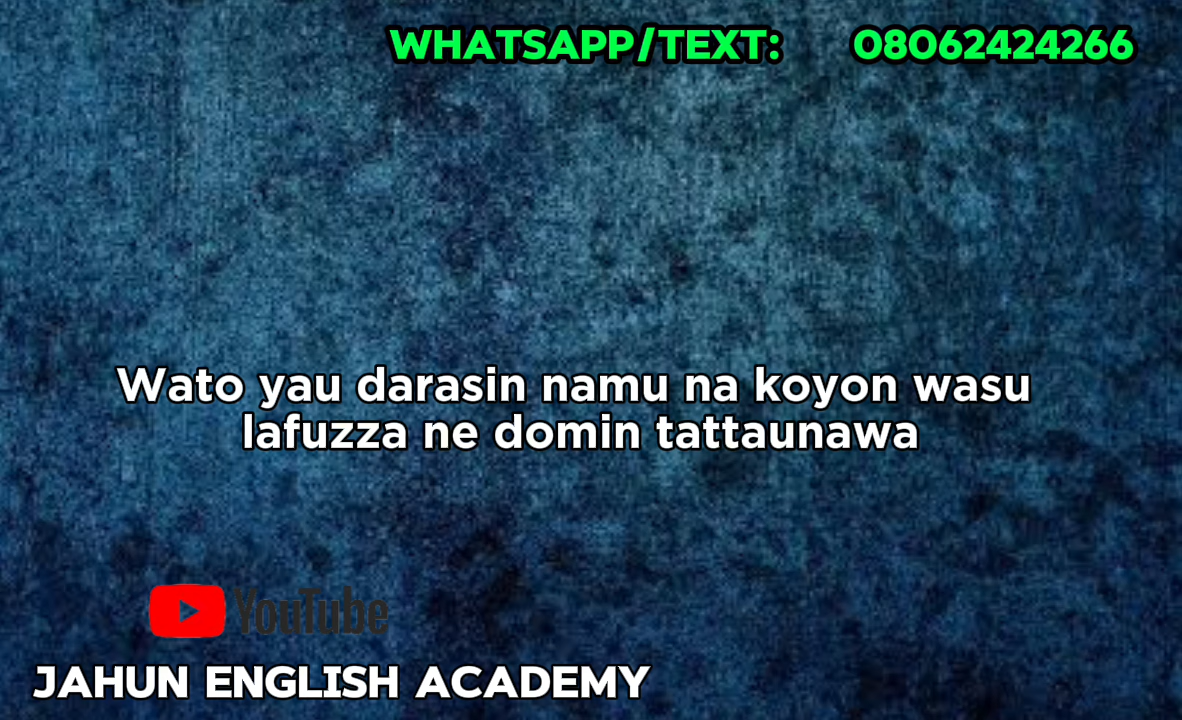 WHATSAPP/TEXT: 08062424266
Wato yau darasin namu na koyon wasu
lafuzza ne domin tattaunawa
YouTube
JAHUN ENGLISH ACADEMY